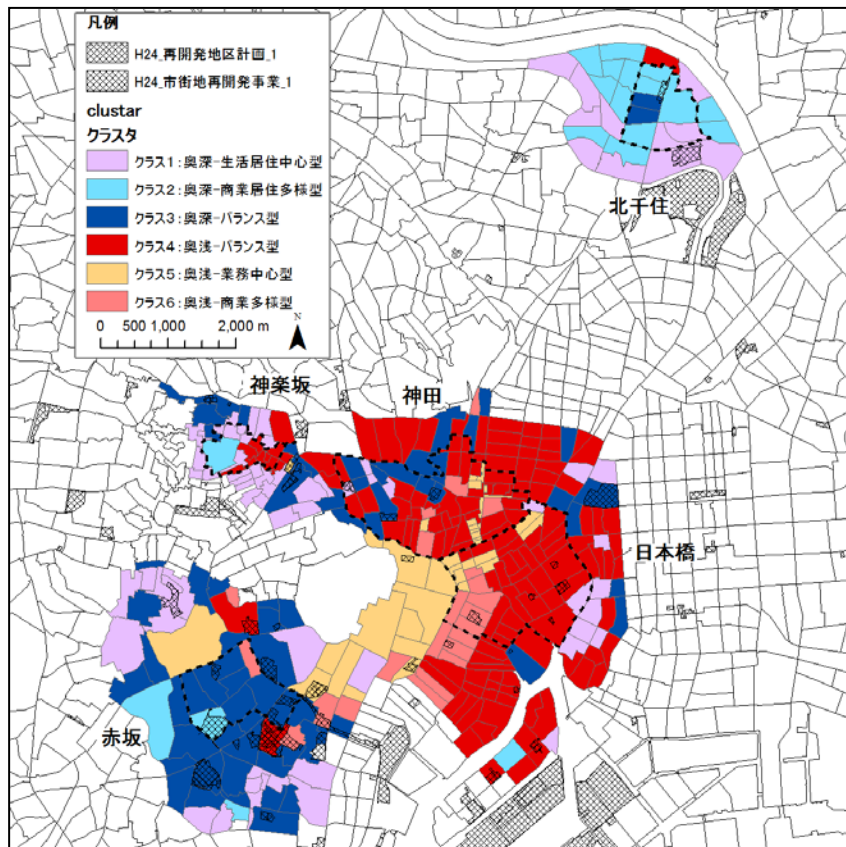 凡例
H24_再開発地区計画_1
H24_市街地再開発事業_1
clustar
クラスタ
クラス1:奥深-生活居住中心型
クラス2:奥深-商業居住多様型
クラス3:奥深-バランス型
クラス4:奥浅-バランス型
クラス5:奥浅-業務中心型
クラス6:奥浅-商業多様型
0 500 1,000 2,000 m
N
北千住
神楽坂
神田
日本橋
赤坂